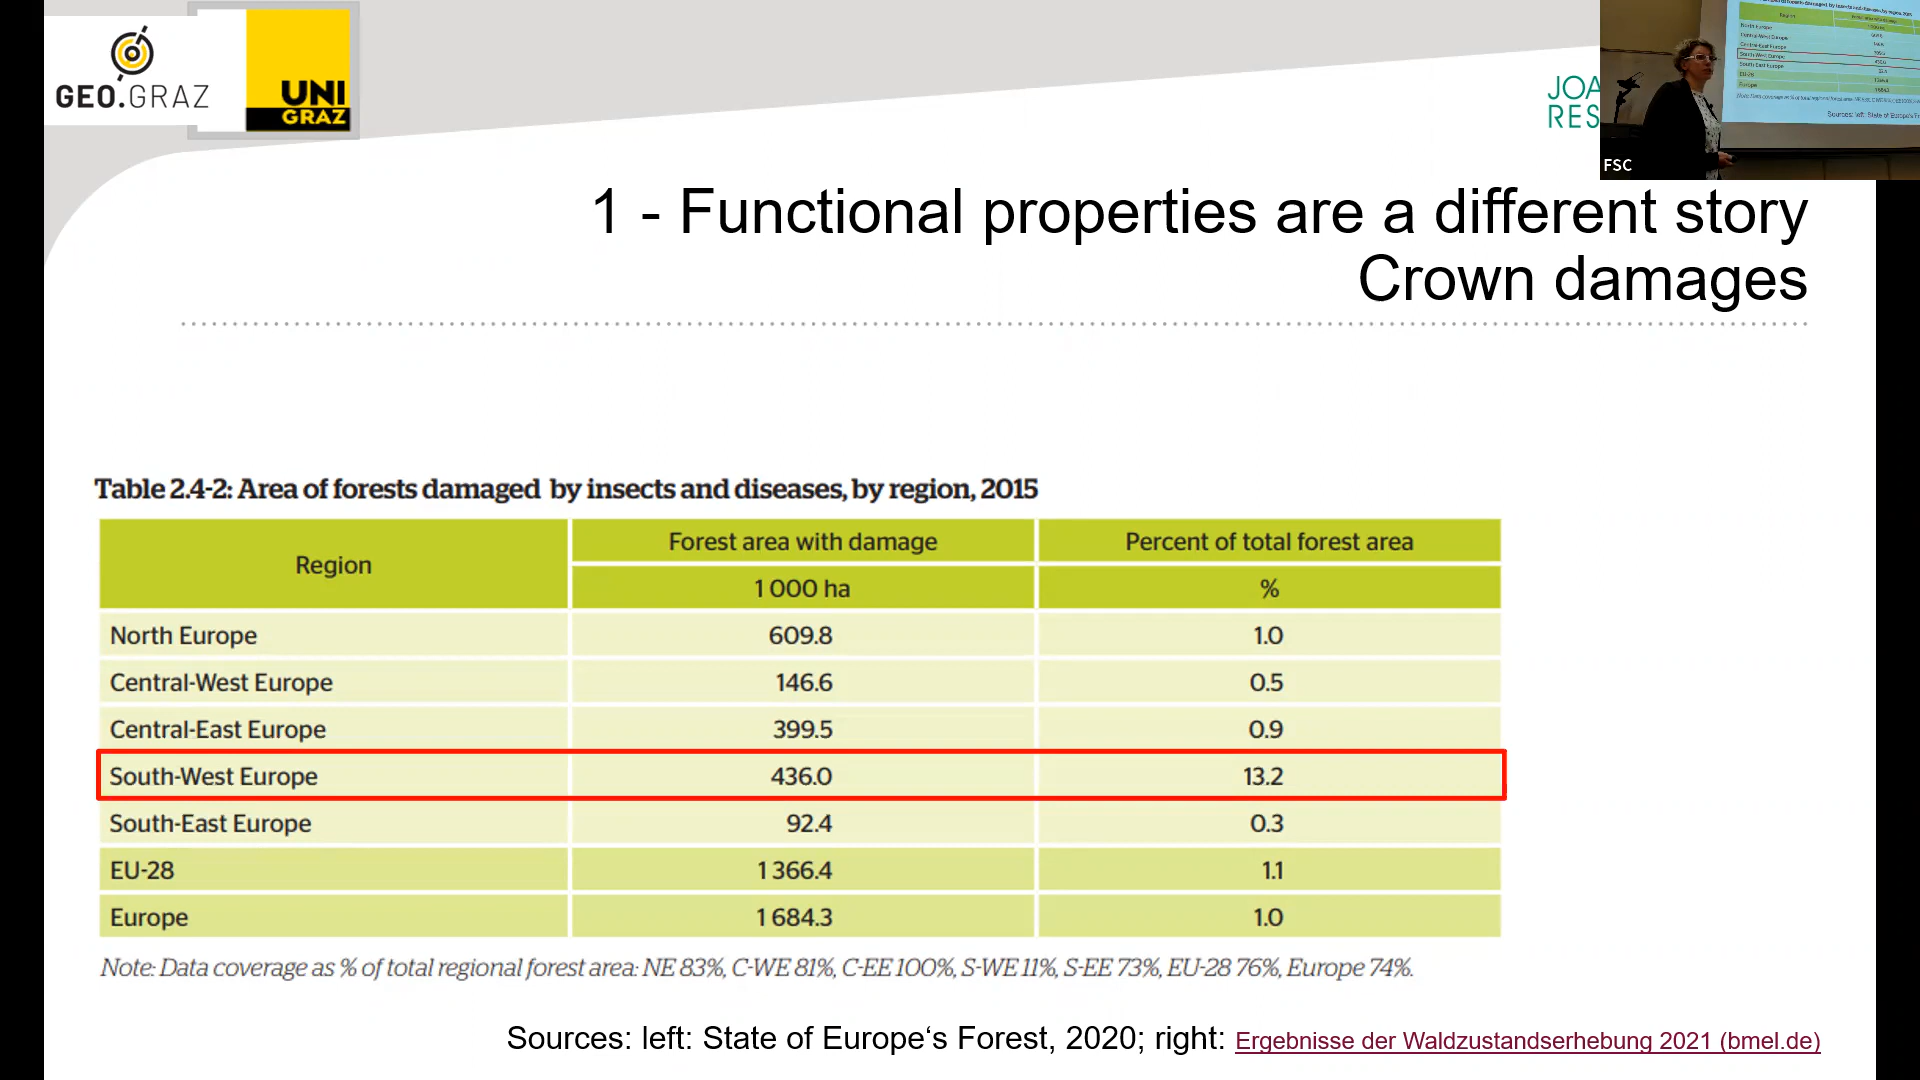 GEO.GRAZ
UNI
GRAZ
JOA
RES
FSC
1 - Functional properties are a different story
Crown damages
Table 2.4-2: Area of forests damaged by insects and diseases, by region, 2015
Region Forest area with damage Percent of total forest area
1 000 ha %
North Europe 609.8 1.0
Central-West Europe 146.6 0.5
Central-East Europe 399.5 0.9
South-West Europe 436.0 13.2
South-East Europe 92.4 0.3
EU-28 1 366.4 1.1
Europe 1 684.3 1.0
Note: Data coverage as % of total regional forest area: NE 83%, C-WE 81%, C-EE 100%, S-WE 11%, S-EE 73%, EU-28 76%, Europe 74%.
Sources: left: State of Europe‘s Forest, 2020; right: Ergebnisse der Waldzustandserhebung 2021 (bmel.de)